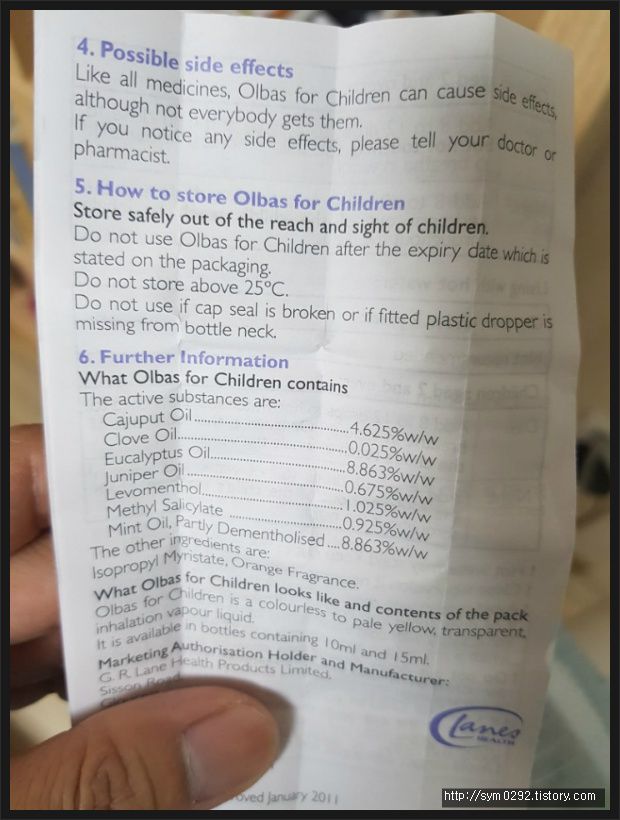 4. Possible side effects
Like all medicines, Olbas for Children can cause side effects,
although not everybody gets them.
If you notice any side effects, please tell your doctor or
pharmacist.
5. How to store Olbas for Children
Store safely out of the reach and sight of children.
Do not use Olbas for Children after the expiry date which is
stated on the packaging.
Do not store above 25°C.
Do not use if cap seal is broken or if fitted plastic dropper is
missing from bottle neck.
6. Further Information
What Olbas for Children contains
The active substances are:
Cajuput Oil....................................4.625%w/w
Clove Oil.......................................0.025%w/w
Eucalyptus Oil................................8.863%w/w
Juniper Oil.....................................0.675%w/w
Levomenthol..................................1.025%w/w
Methyl Salicylate ...........................0.925%w/w
Mint Oil, Partly Dementholised ....8.863%w/w
The other ingredients are:
Isopropyl Myristate, Orange Fragrance.
What Olbas for Children looks like and contents of the pack
Olbas for Children is a colourless to pale yellow, transparent,
inhalation vapour liquid.
It is available in bottles containing 10ml and 15ml.
Marketing Authorisation Holder and Manufacturer:
G. R. Lane Health Products Limited.
Sisson Road
Lanes
HEALTH
January 2011
http://sym0292.tistory.com